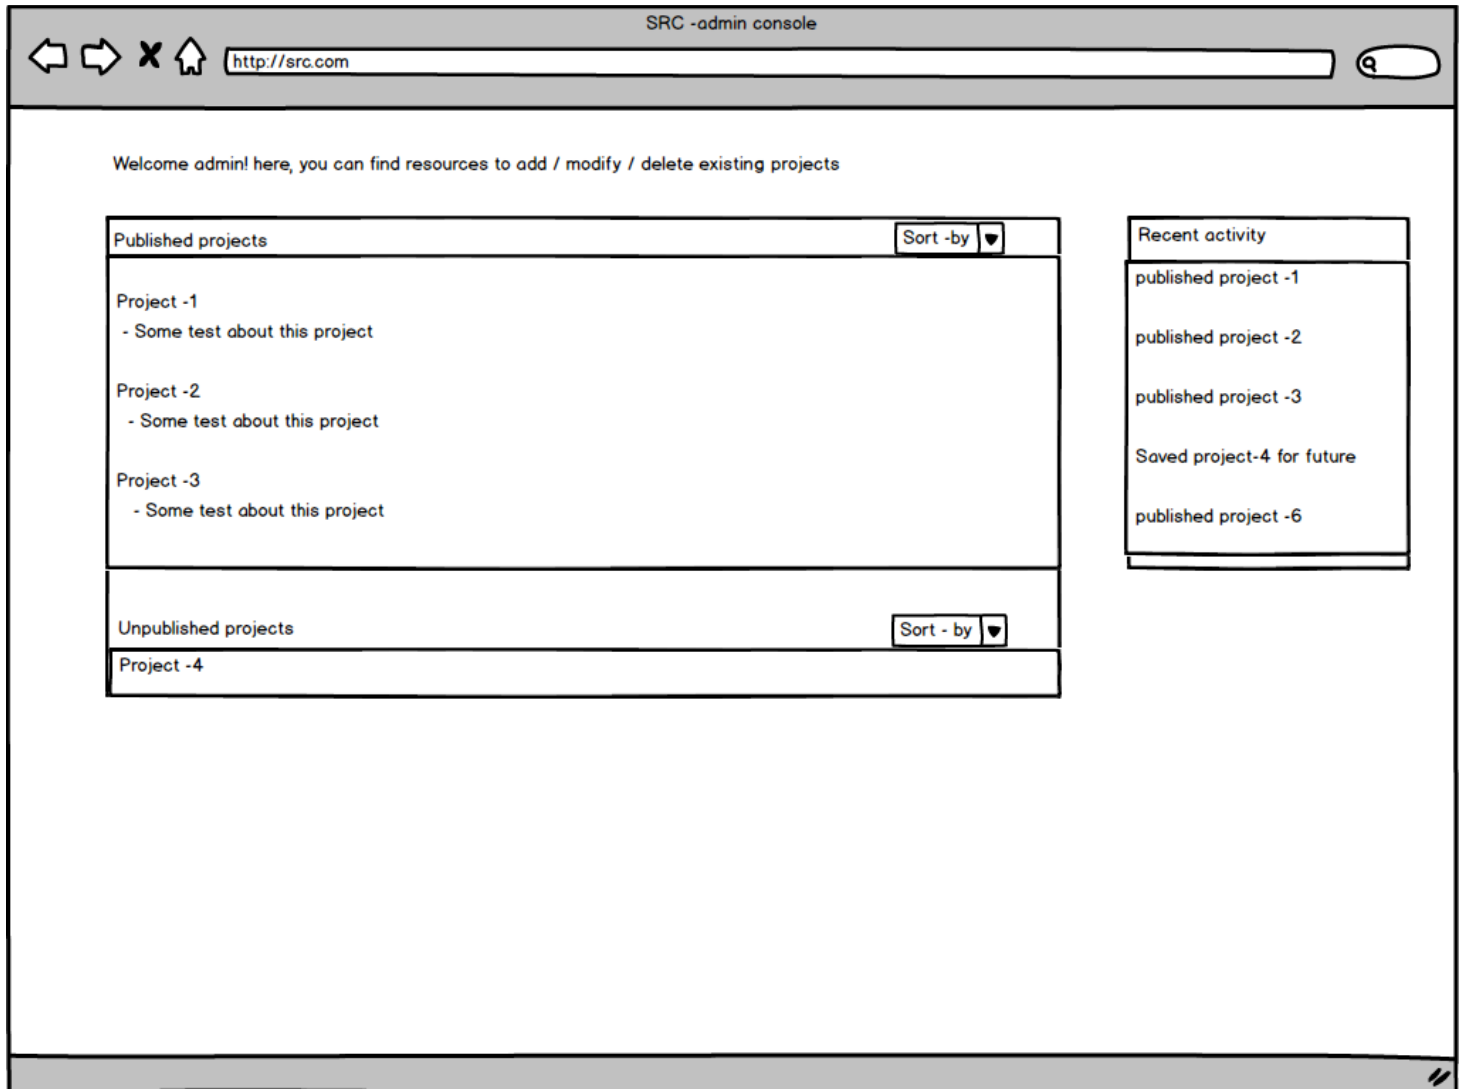 SRC -admin console
http://src.com
Welcome admin! here, you can find resources to add / modify / delete existing projects
Published projects
Sort -by
Project -1
- Some test about this project
Project -2
- Some test about this project
Project -3
- Some test about this project
Unpublished projects
Sort - by
Project -4
Recent activity
published project -1
published project -2
published project -3
Saved project-4 for future
published project -6